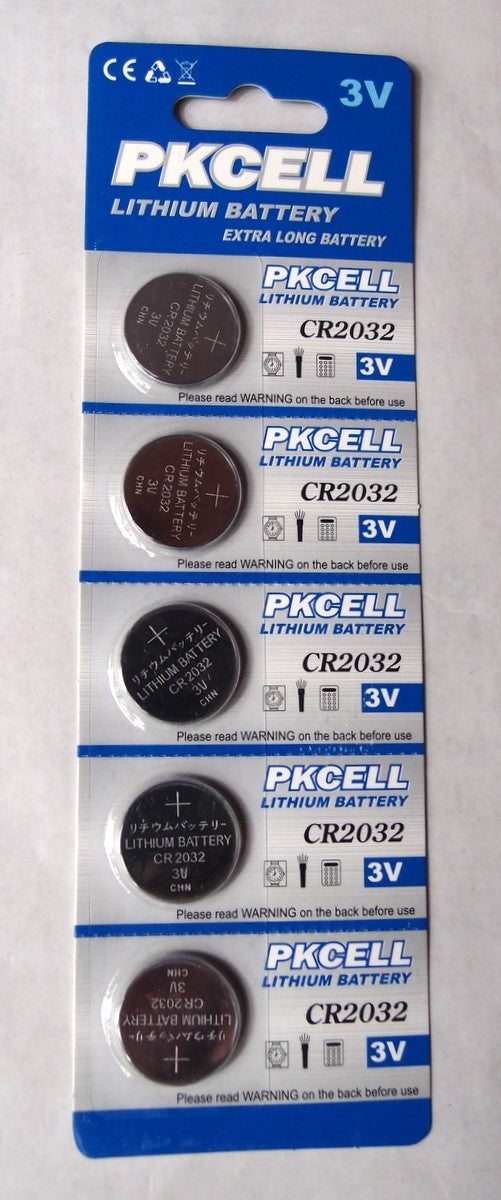 CE
3V
PKCELL
LITHIUM BATTERY
EXTRA LONG BATTERY
リチウムバッテリー
LITHIUM BATTERY
CR2032
3V
CHN
PKCELL
LITHIUM BATTERY
CR2032
3V
Please read WARNING on the back before use
リチウムバッテリー
LITHIUM BATTERY
CR2032
3V
CHN
PKCELL
LITHIUM BATTERY
CR2032
3V
Please read WARNING on the back before use
リチウムバッテリー
LITHIUM BATTERY
CR2032
3V
CHN
PKCELL
LITHIUM BATTERY
CR2032
3V
Please read WARNING on the back before use
リチウムバッテリー
LITHIUM BATTERY
CR2032
3V
CHN
PKCELL
LITHIUM BATTERY
CR2032
3V
Please read WARNING on the back before use
リチウムバッテリー
LITHIUM BATTERY
CR2032
3V
CHN
PKCELL
LITHIUM BATTERY
CR2032
3V
Please read WARNING on the back before use